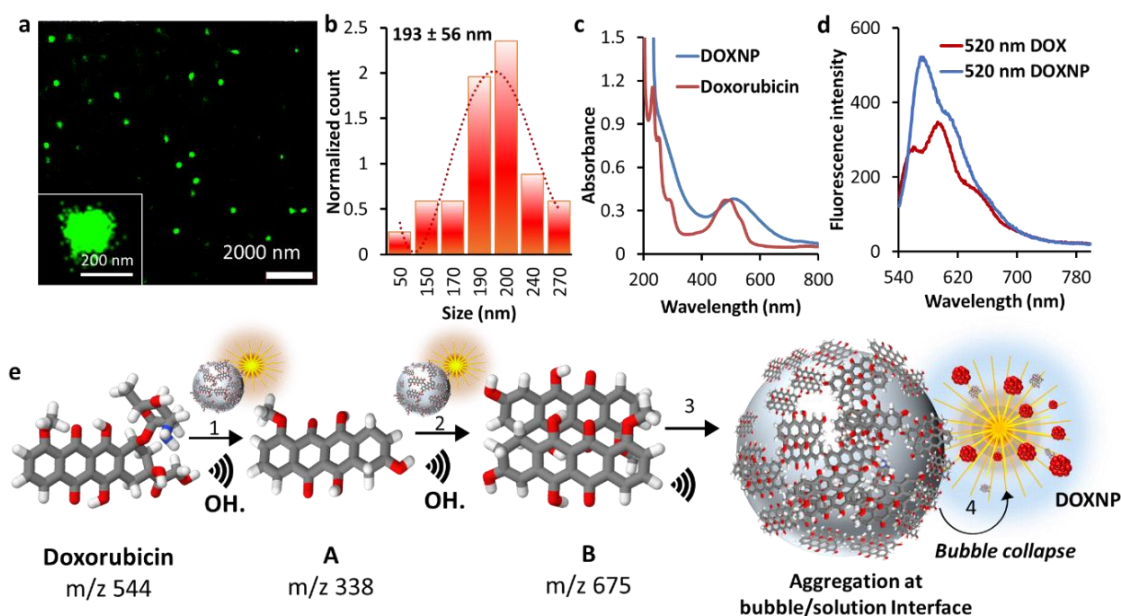 a
200 nm
2000 nm
b
193 ± 56 nm
Normalized count
2.5
2
1.5
1
0.5
0
50
150
170
190
200
240
270
Size (nm)
c
DOXNP
Doxorubicin
Absorbance
1.5
1.2
0.9
0.6
0.3
0
200
400
600
800
Wavelength (nm)
d
520 nm DOX
520 nm DOXNP
Fluorescence intensity
600
400
200
0
540
620
700
780
Wavelength (nm)
e
1
OH.
2
OH.
3
4
DOXNP
Bubble collapse
Doxorubicin
m/z 544
A
m/z 338
B
m/z 675
Aggregation at
bubble/solution Interface